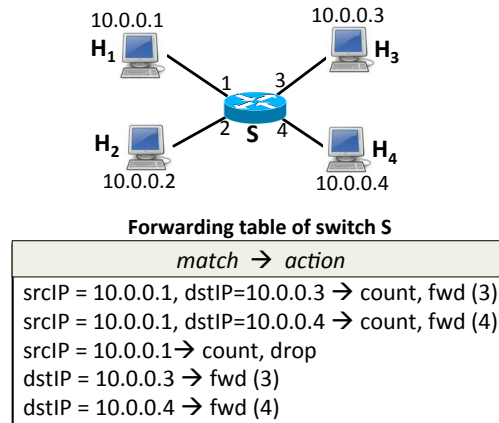 10.0.0.1
10.0.0.3
H1
H3
1
3
2
4
S
H2
H4
10.0.0.2
10.0.0.4
Forwarding table of switch S
match → action
srcIP = 10.0.0.1, dstIP=10.0.0.3 → count, fwd (3)
srcIP = 10.0.0.1, dstIP=10.0.0.4 → count, fwd (4)
srcIP = 10.0.0.1→ count, drop
dstIP = 10.0.0.3 → fwd (3)
dstIP = 10.0.0.4 → fwd (4)